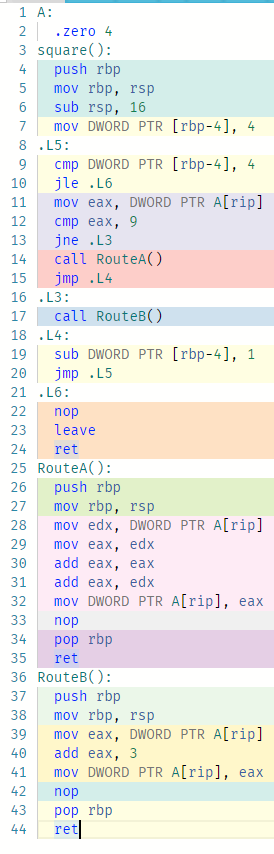 1 A:
2 .zero 4
3 square():
4 push rbp
5 mov rbp, rsp
6 sub rsp, 16
7 mov DWORD PTR [rbp-4], 4
8 .L5:
9 cmp DWORD PTR [rbp-4], 4
10 jle .L6
11 mov eax, DWORD PTR A[rip]
12 cmp eax, 9
13 jne .L3
14 call RouteA()
15 jmp .L4
16 .L3:
17 call RouteB()
18 .L4:
19 sub DWORD PTR [rbp-4], 1
20 jmp .L5
21 .L6:
22 nop
23 leave
24 ret
25 RouteA():
26 push rbp
27 mov rbp, rsp
28 mov edx, DWORD PTR A[rip]
29 mov eax, edx
30 add eax, eax
31 add eax, edx
32 mov DWORD PTR A[rip], eax
33 nop
34 pop rbp
35 ret
36 RouteB():
37 push rbp
38 mov rbp, rsp
39 mov eax, DWORD PTR A[rip]
40 add eax, 3
41 mov DWORD PTR A[rip], eax
42 nop
43 pop rbp
44 ret